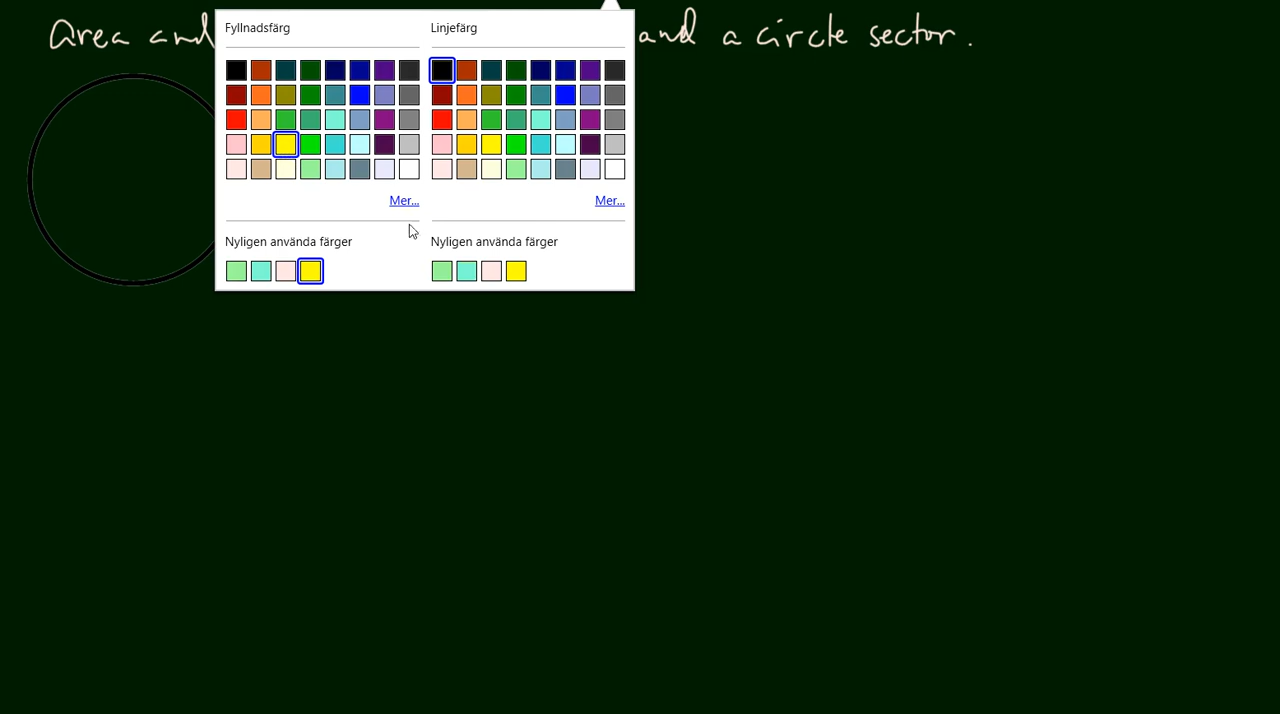 Area and
and a circle sector.
Fyllnadsfärg
Linjefärg
Mer...
Mer...
Nyligen använda färger
Nyligen använda färger